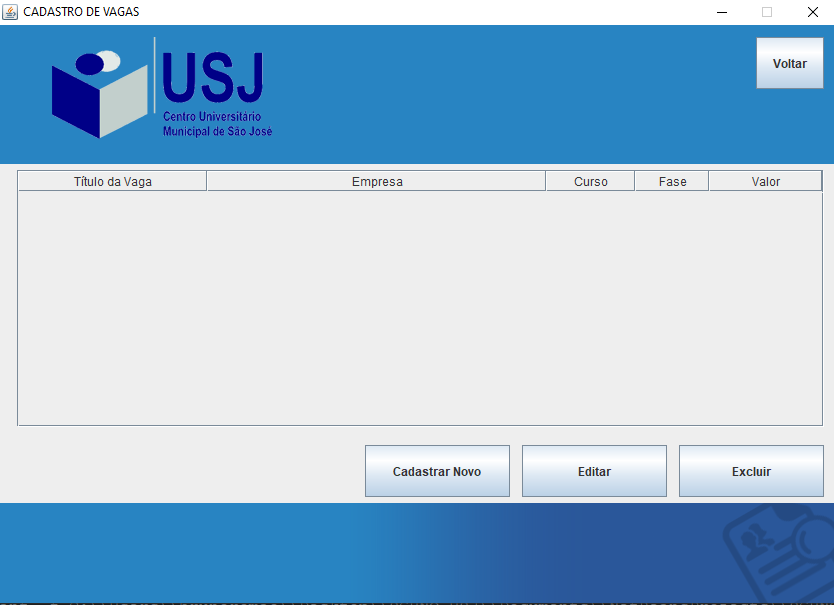 CADASTRO DE VAGAS
USJ
Centro Universitário
Municipal de São José
Voltar
Título da Vaga Empresa Curso Fase Valor
Cadastrar Novo Editar Excluir